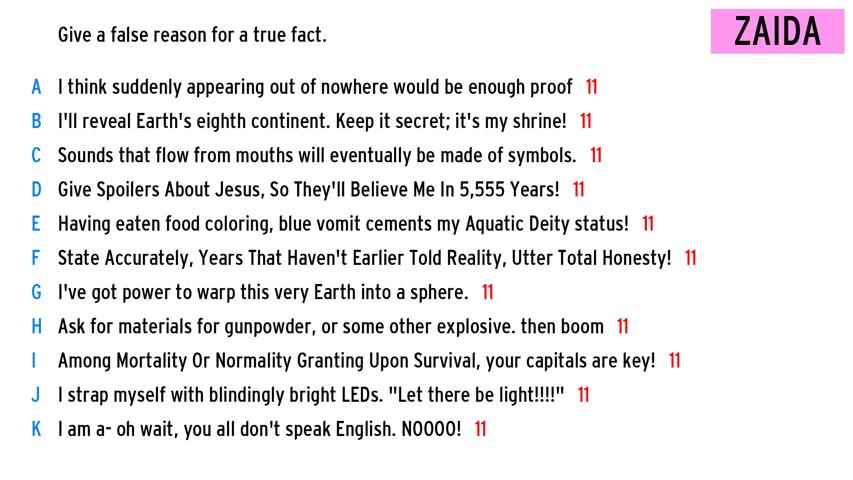 Give a false reason for a true fact.
ZAIDA
A I think suddenly appearing out of nowhere would be enough proof 11
B I'll reveal Earth's eighth continent. Keep it secret; it's my shrine! 11
C Sounds that flow from mouths will eventually be made of symbols. 11
D Give Spoilers About Jesus, So They'll Believe Me In 5,555 Years! 11
E Having eaten food coloring, blue vomit cements my Aquatic Deity status! 11
F State Accurately, Years That Haven't Earlier Told Reality, Utter Total Honesty! 11
G I've got power to warp this very Earth into a sphere. 11
H Ask for materials for gunpowder, or some other explosive. then boom 11
I Among Mortality Or Normality Granting Upon Survival, your capitals are key! 11
J I strap myself with blindingly bright LEDs. "Let there be light!!!!" 11
K I am a- oh wait, you all don't speak English. NOOOO! 11